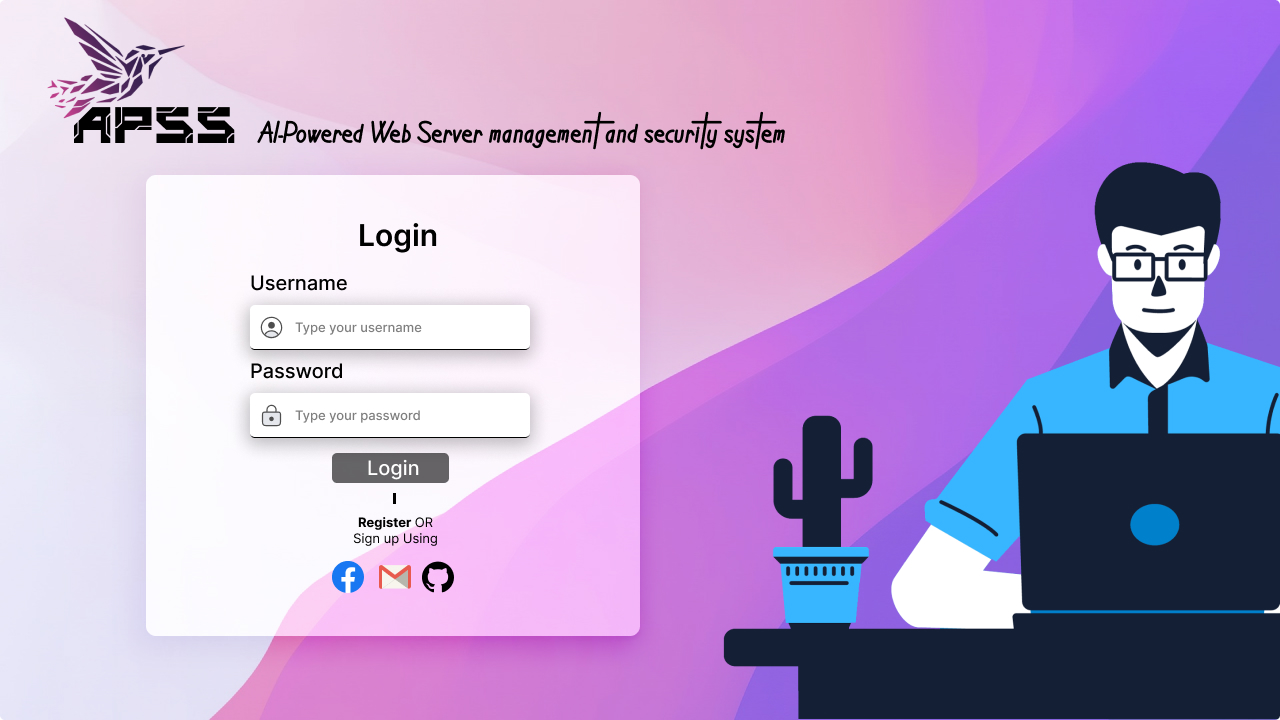 APSS
AI-Powered Web Server management and security system
Login
Username
Type your username
Password
Type your password
Login
Register OR
Sign up Using